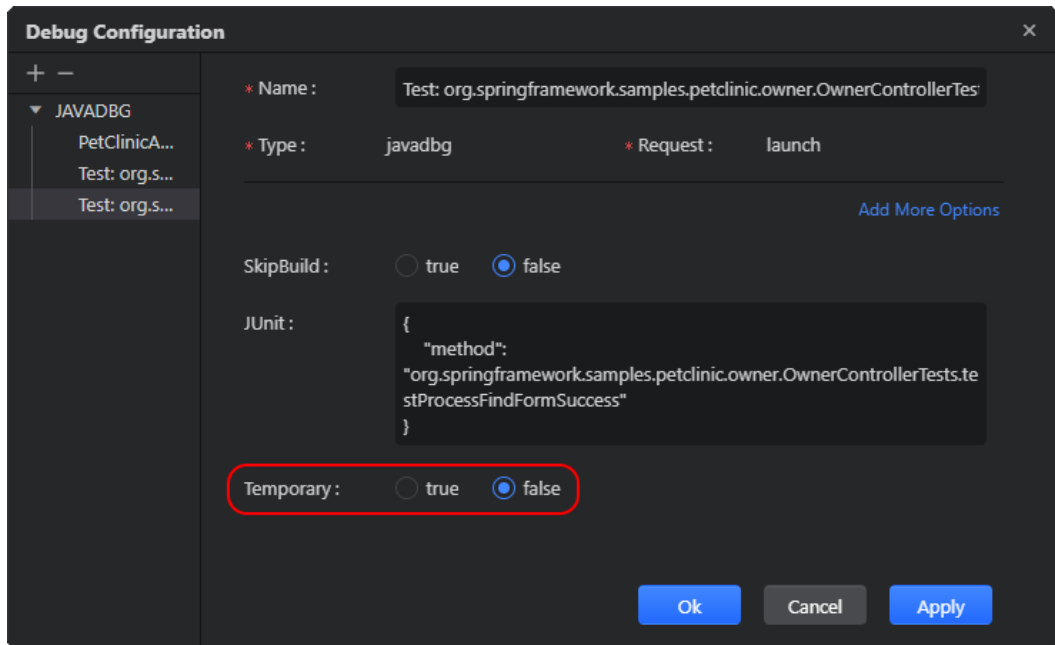 Debug Configuration
JAVADBG
PetClinicA...
Test: org.s...
Test: org.s...
* Name : Test: org.springframework.samples.petclinic.owner.OwnerControllerTes
* Type : javadbg * Request : launch
Add More Options
SkipBuild : true false
JUnit : {
"method":
"org.springframework.samples.petclinic.owner.OwnerControllerTests.te
stProcessFindFormSuccess"
}
Temporary : true false
Ok Cancel Apply